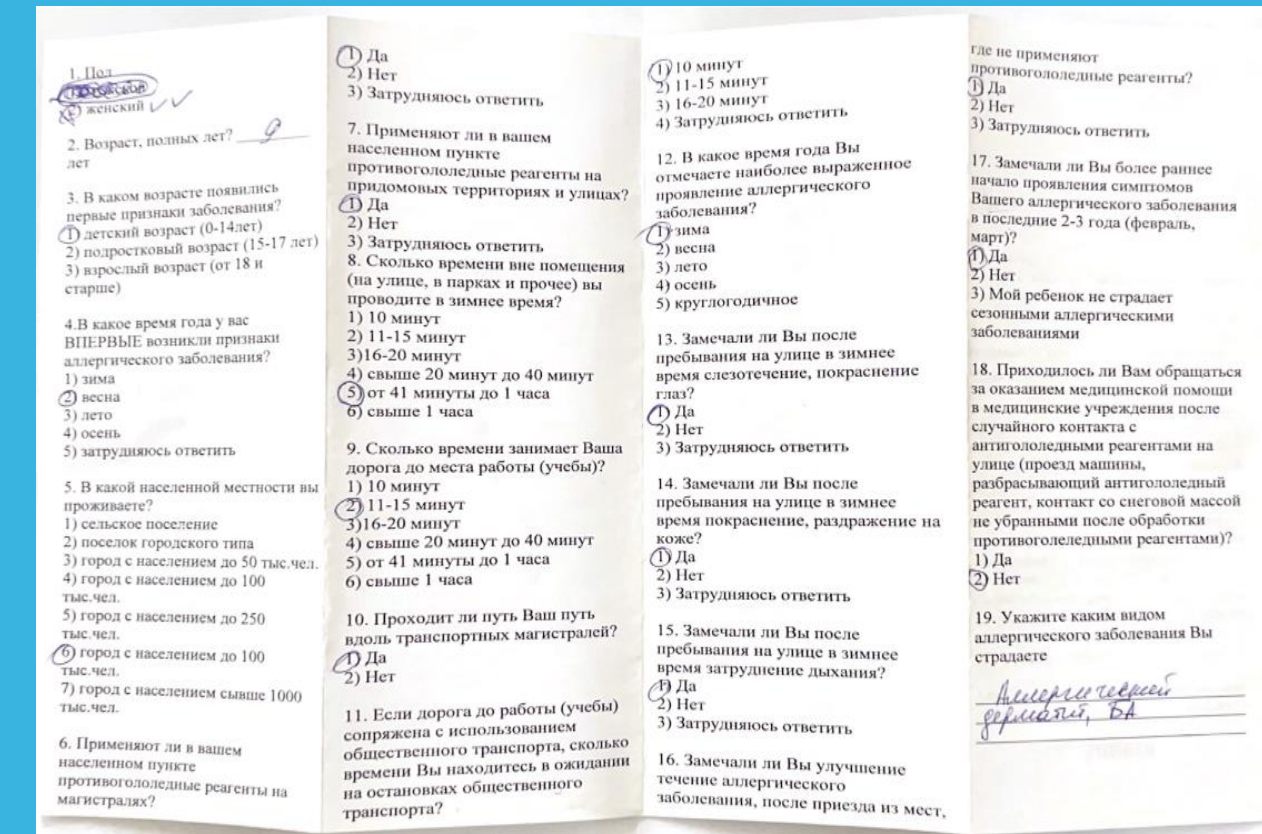 1. Пол
2) женский
2. Возраст, полных лет? 9
лет
3. В каком возрасте появились
первые признаки заболевания?
1) детский возраст (0-14лет)
2) подростковый возраст (15-17 лет)
3) взрослый возраст (от 18 и
старше)
4.В какое время года у вас
ВПЕРВЫЕ возникли признаки
аллергического заболевания?
1) зима
2) весна
3) лето
4) осень
5) затрудняюсь ответить
5. В какой населенной местности вы
проживаете?
1) сельское поселение
2) поселок городского типа
3) город с населением до 50 тыс.чел.
4) город с населением до 100
тыс.чел.
5) город с населением до 250
тыс.чел.
6) город с населением до 100
тыс.чел.
7) город с населением сывше 1000
тыс.чел.
6. Применяют ли в вашем
населенном пункте
противогололедные реагенты на
магистралях?
1) Да
2) Нет
3) Затрудняюсь ответить
7. Применяют ли в вашем
населенном пункте
противогололедные реагенты на
придомовых территориях и улицах?
1) Да
2) Нет
3) Затрудняюсь ответить
8. Сколько времени вне помещения
(на улице, в парках и прочее) вы
проводите в зимнее время?
1) 10 минут
2) 11-15 минут
3)16-20 минут
4) свыше 20 минут до 40 минут
5) от 41 минуты до 1 часа
6) свыше 1 часа
9. Сколько времени занимает Ваша
дорога до места работы (учебы)?
1) 10 минут
2) 11-15 минут
3)16-20 минут
4) свыше 20 минут до 40 минут
5) от 41 минуты до 1 часа
6) свыше 1 часа
10. Проходит ли путь Ваш путь
вдоль транспортных магистралей?
1) Да
2) Нет
11. Если дорога до работы (учебы)
сопряжена с использованием
общественного транспорта, сколько
времени Вы находитесь в ожидании
на остановках общественного
транспорта?
1) 10 минут
2) 11-15 минут
3) 16-20 минут
4) Затрудняюсь ответить
12. В какое время года Вы
отмечаете наиболее выраженное
проявление аллергического
заболевания?
1) зима
2) весна
3) лето
4) осень
5) круглогодичное
13. Замечали ли Вы после
пребывания на улице в зимнее
время слезотечение, покраснение
глаз?
1) Да
2) Нет
3) Затрудняюсь ответить
14. Замечали ли Вы после
пребывания на улице в зимнее
время покраснение, раздражение на
коже?
1) Да
2) Нет
3) Затрудняюсь ответить
15. Замечали ли Вы после
пребывания на улице в зимнее
время затруднение дыхания?
1) Да
2) Нет
3) Затрудняюсь ответить
16. Замечали ли Вы улучшение
течение аллергического
заболевания, после приезда из мест,
где не применяют
противогололедные реагенты?
1) Да
2) Нет
3) Затрудняюсь ответить
17. Замечали ли Вы более раннее
начало проявления симптомов
Вашего аллергического заболевания
в последние 2-3 года (февраль,
март)?
1) Да
2) Нет
3) Мой ребенок не страдает
сезонными аллергическими
заболеваниями
18. Приходилось ли Вам обращаться
за оказанием медицинской помощи
в медицинские учреждения после
случайного контакта с
антигололедными реагентами на
улице (проезд машины,
разбрасывающий антигололедный
реагент, контакт со снеговой массой
не убранными после обработки
противоголеледными реагентами)?
1) Да
2) Нет
19. Укажите каким видом
аллергического заболевания Вы
страдаете
Аллергический
дерматит, БА